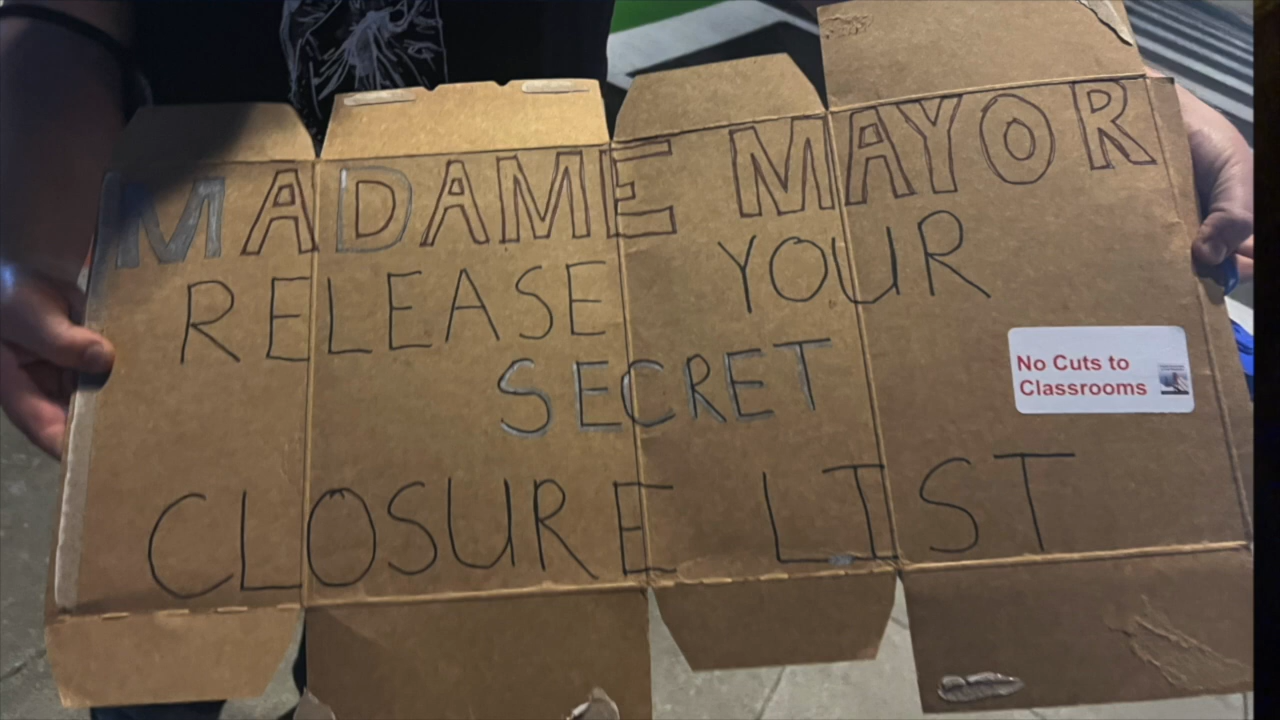 MADAME MAYOR
RELEASE YOUR
SECRET
CLOSURE LIST
No Cuts to
Classrooms